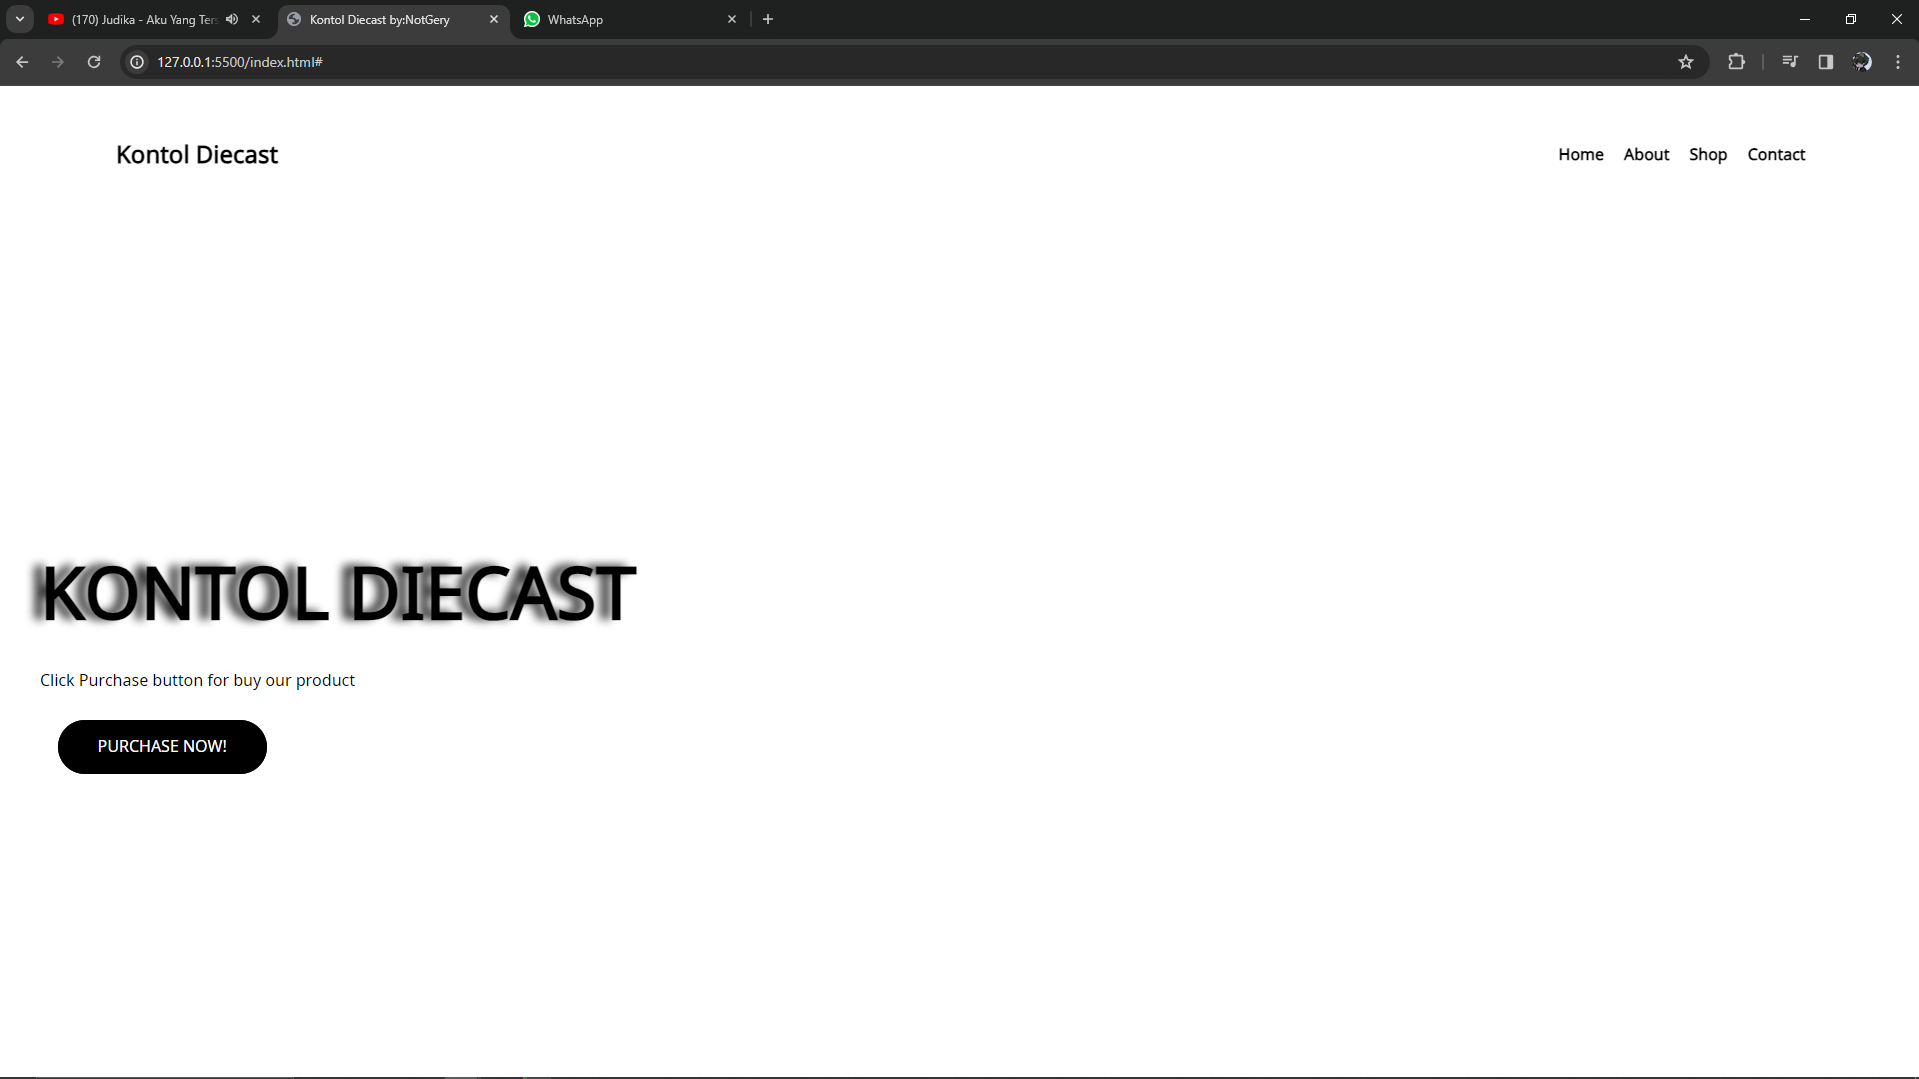 (170) Judika - Aku Yang Ters
Kontol Diecast by:NotGery
WhatsApp
127.0.0.1:5500/index.html#
Kontol Diecast
Home About Shop Contact
KONTOL DIECAST
Click Purchase button for buy our product
PURCHASE NOW!